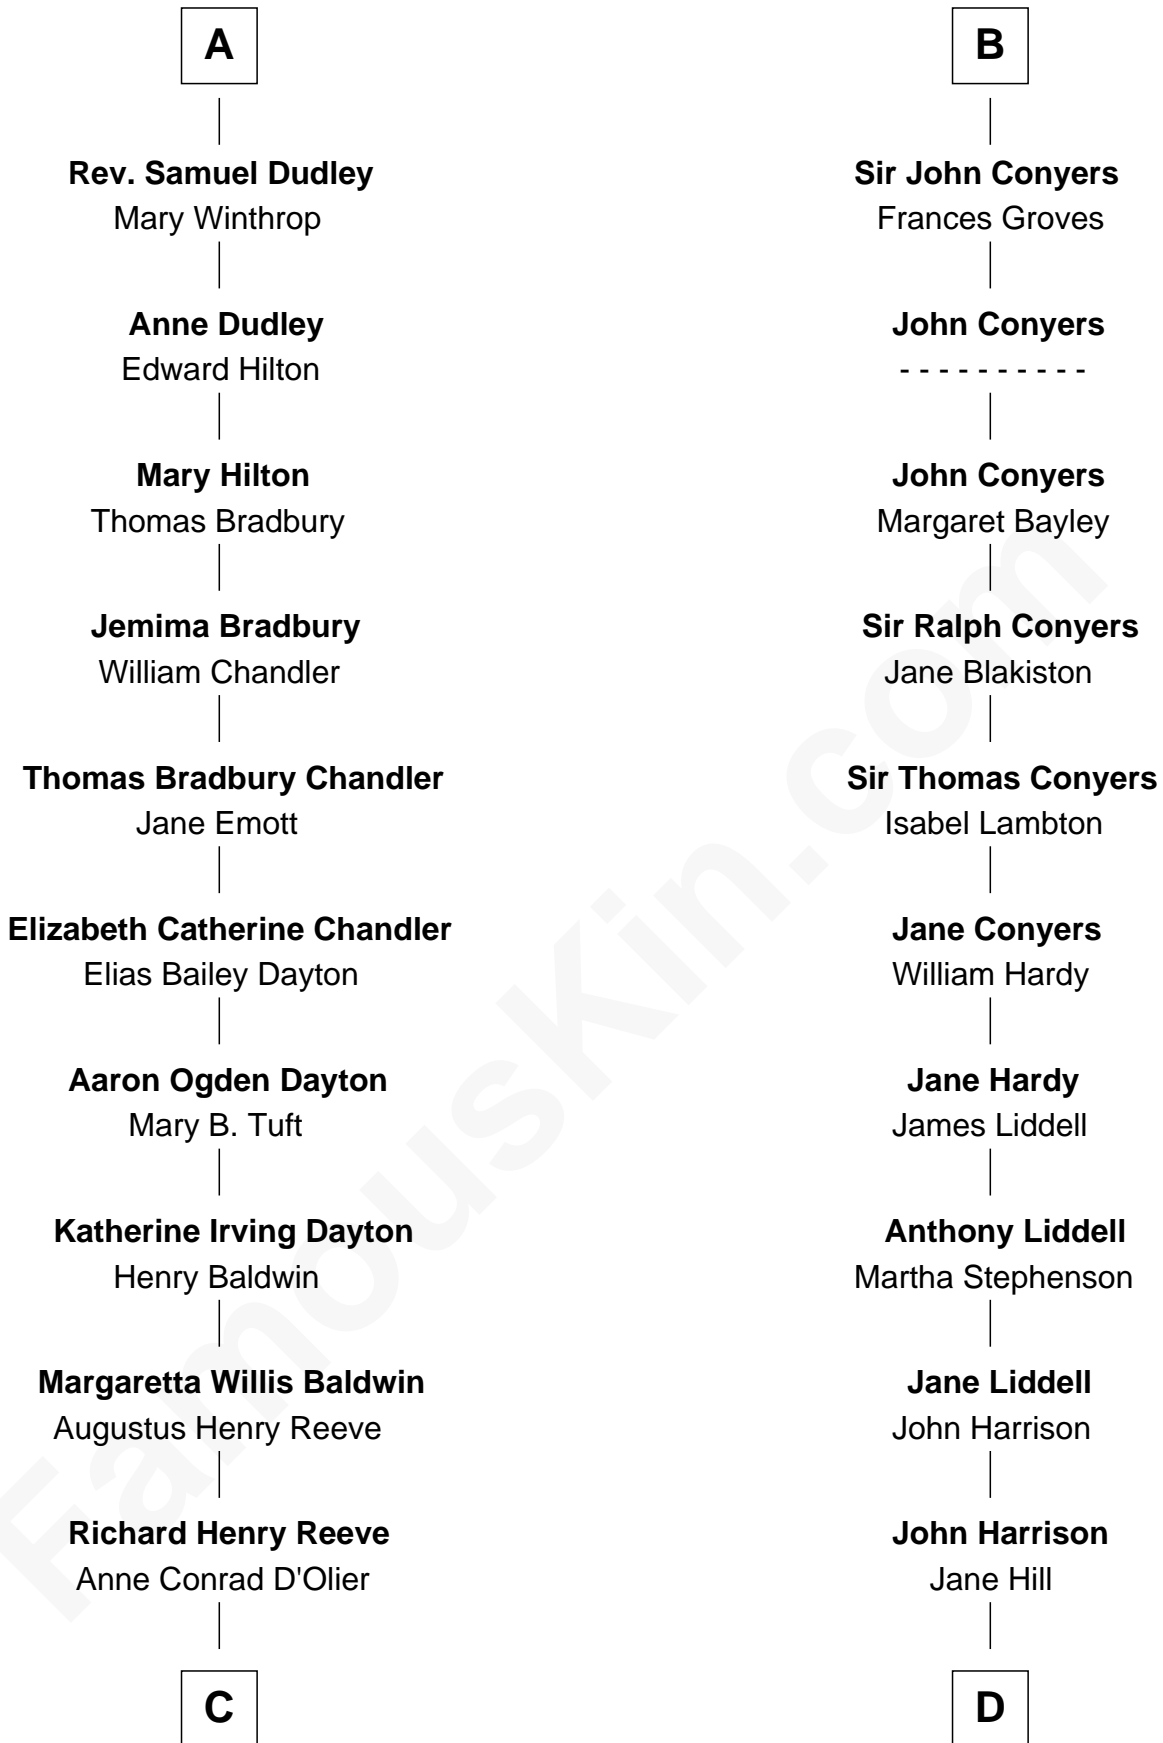 A
Rev. Samuel Dudley
Mary Winthrop
Anne Dudley
Edward Hilton
Mary Hilton
Thomas Bradbury
Jemima Bradbury
William Chandler
Thomas Bradbury Chandler
Jane Emott
Elizabeth Catherine Chandler
Elias Bailey Dayton
Aaron Ogden Dayton
Mary B. Tuft
Katherine Irving Dayton
Henry Baldwin
Margaretta Willis Baldwin
Augustus Henry Reeve
Richard Henry Reeve
Anne Conrad D'Olier
C
B
Sir John Conyers
Frances Groves
John Conyers
- - - - - - - - - -
John Conyers
Margaret Bayley
Sir Ralph Conyers
Jane Blakiston
Sir Thomas Conyers
Isabel Lambton
Jane Conyers
William Hardy
Jane Hardy
James Liddell
Anthony Liddell
Martha Stephenson
Jane Liddell
John Harrison
John Harrison
Jane Hill
D
FamousKin.com